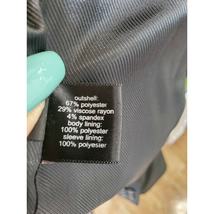 outshell:
67% polyester
29% viscose rayon
4% spandex
body lining:
100% polyester
sleeve lining:
100% polyester